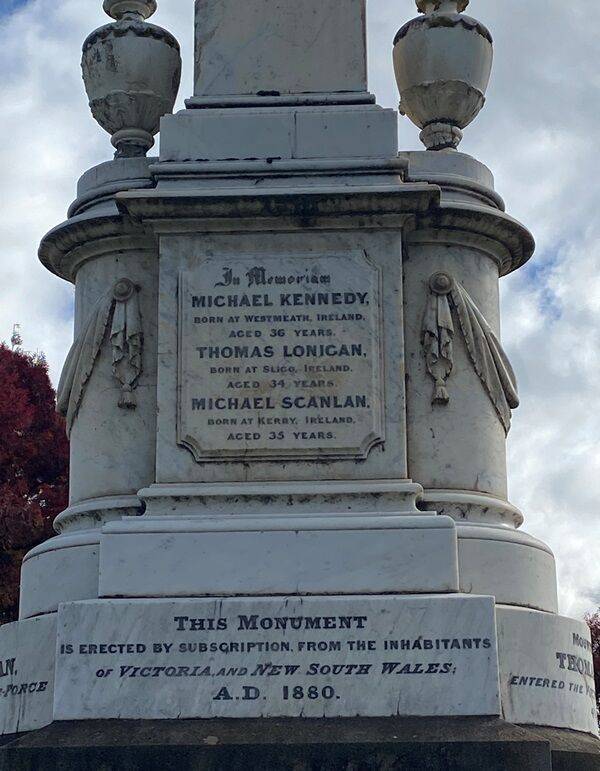 In Memoriam
MICHAEL KENNEDY,
BORN AT WESTMEATH, IRELAND.
AGED 36 YEARS.
THOMAS LONIGAN,
BORN AT SLIGO, IRELAND.
AGED 34 YEARS.
MICHAEL SCANLAN,
BORN AT KERRY, IRELAND,
AGED 35 YEARS.
THIS MONUMENT
IS ERECTED BY SUBSCRIPTION, FROM THE INHABITANTS
OF VICTORIA, AND NEW SOUTH WALES;
A.D. 1880.
ENTERED THE